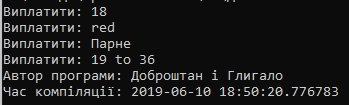 Виплатити: 18
Виплатити: red
Виплатити: Парне
Виплатити: 19 to 36
Автор програми: Доброштан і Глигало
Час компіляції: 2019-06-10 18:50:20.776783